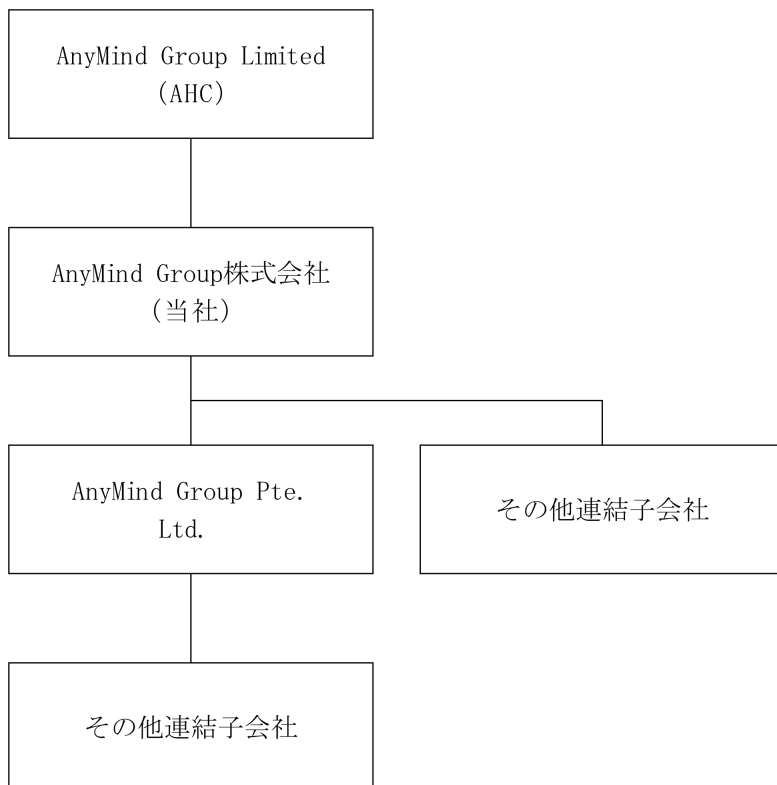 AnyMind Group Limited
(AHC)
AnyMind Group株式会社
(当社)
AnyMind Group Pte.
Ltd.
その他連結子会社
その他連結子会社